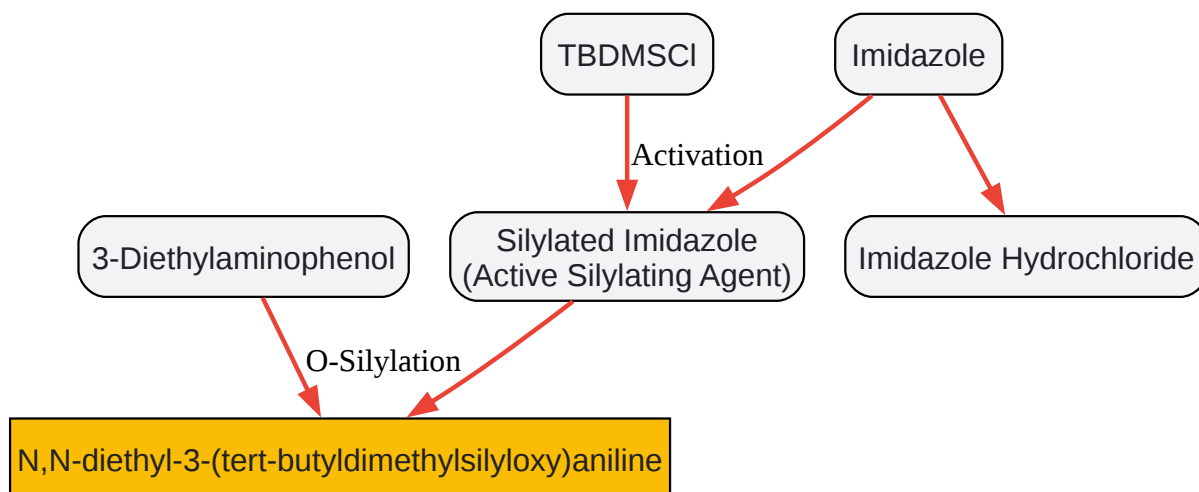 TBDMSCl
Imidazole
Activation
3-Diethylaminophenol
Silylated Imidazole
(Active Silylating Agent)
Imidazole Hydrochloride
O-Silylation
N,N-diethyl-3-(tert-butyldimethylsilyloxy)aniline